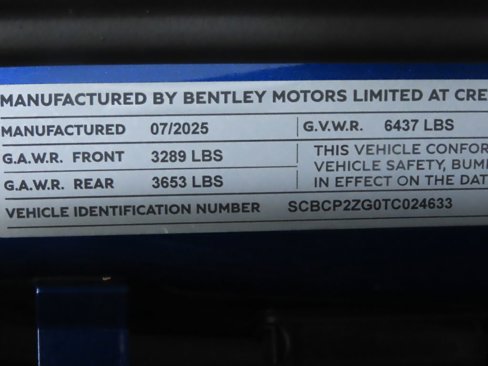 MANUFACTURED BY BENTLEY MOTORS LIMITED AT CRE
MANUFACTURED 07/2025 G.V.W.R. 6437 LBS
G.A.W.R. FRONT 3289 LBS
THIS VEHICLE CONFOR
VEHICLE SAFETY, BUM
G.A.W.R. REAR 3653 LBS
IN EFFECT ON THE DAT
VEHICLE IDENTIFICATION NUMBER SCBCP2ZG0TC024633